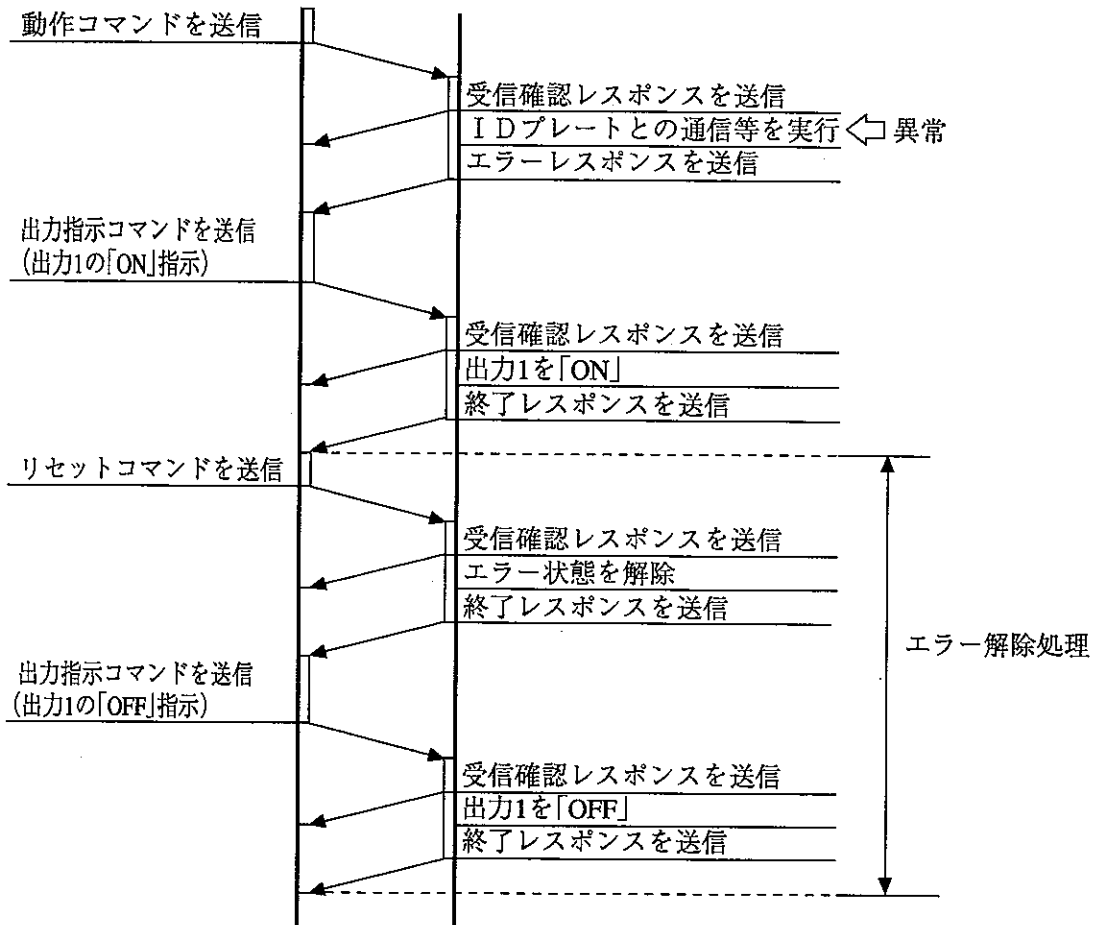 動作コマンドを送信
受信確認レスポンスを送信
IDプレートとの通信等を実行
異常
エラーレスポンスを送信
出力指示コマンドを送信
(出力1の「ON」指示)
受信確認レスポンスを送信
出力1を「ON」
終了レスポンスを送信
リセットコマンドを送信
受信確認レスポンスを送信
エラー状態を解除
終了レスポンスを送信
エラー解除処理
出力指示コマンドを送信
(出力1の「OFF」指示)
受信確認レスポンスを送信
出力1を「OFF」
終了レスポンスを送信